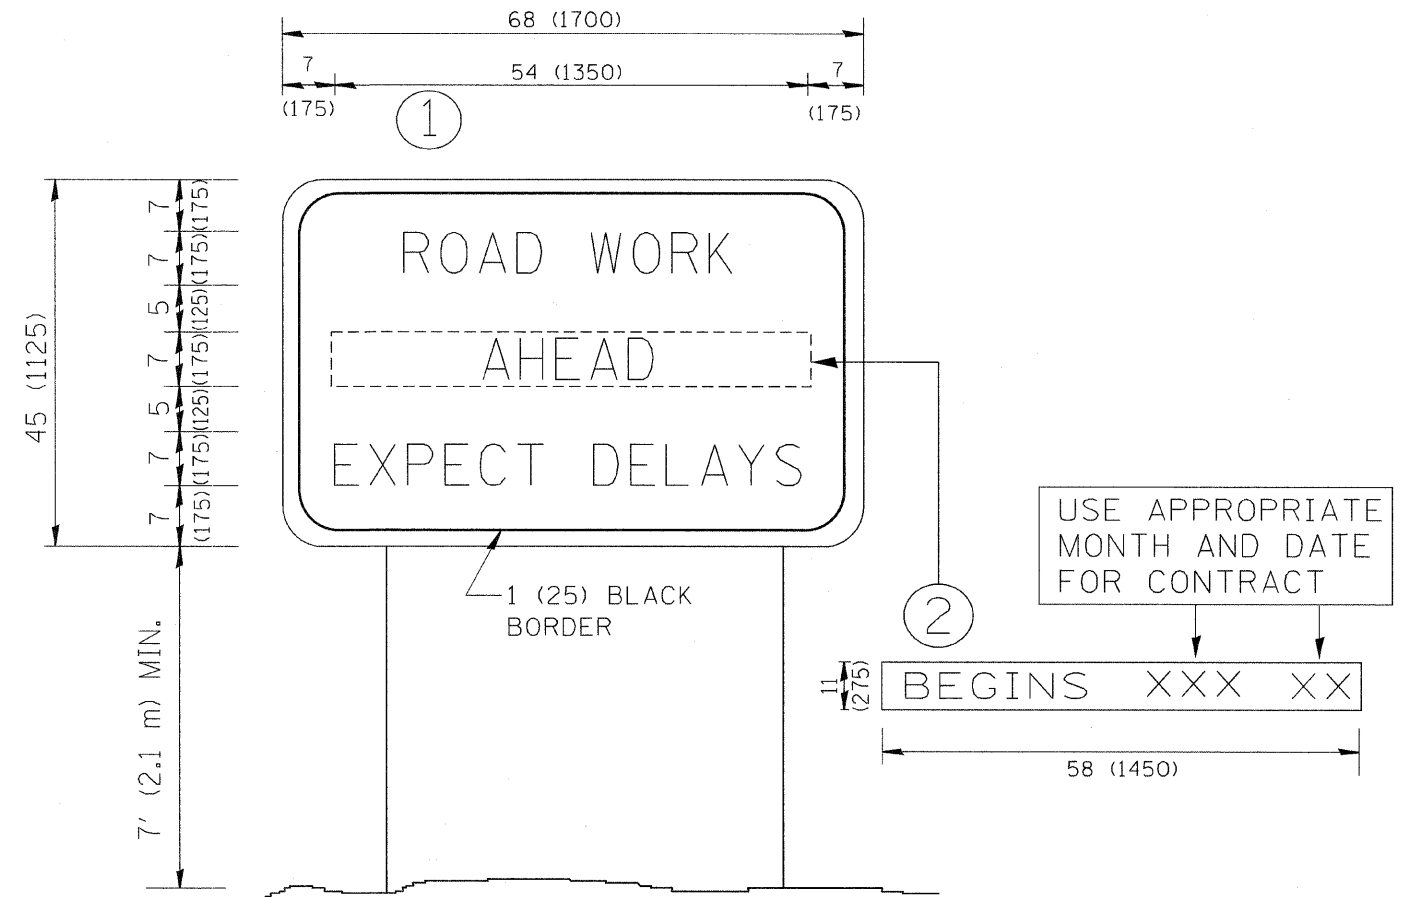 68 (1700)
7
54 (1350)
7
(175)
(175)
1
45 (1125)
7
(175)
7
(175)
5
(125)
7
(175)
5
(125)
7
(175)
7
(175)
ROAD WORK
AHEAD
EXPECT DELAYS
1 (25) BLACK
BORDER
7' (2.1 m) MIN.
USE APPROPRIATE
MONTH AND DATE
FOR CONTRACT
2
11
(275)
BEGINS XXX XX
58 (1450)